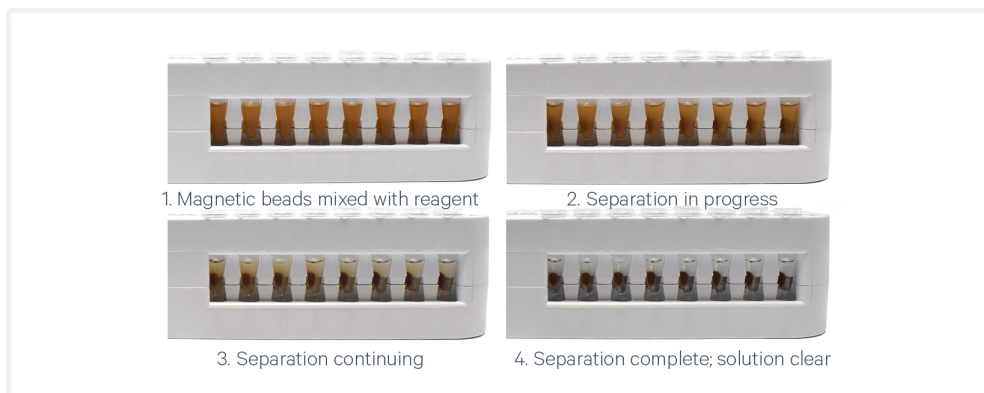 1. Magnetic beads mixed with reagent
2. Separation in progress
3. Separation continuing
4. Separation complete; solution clear